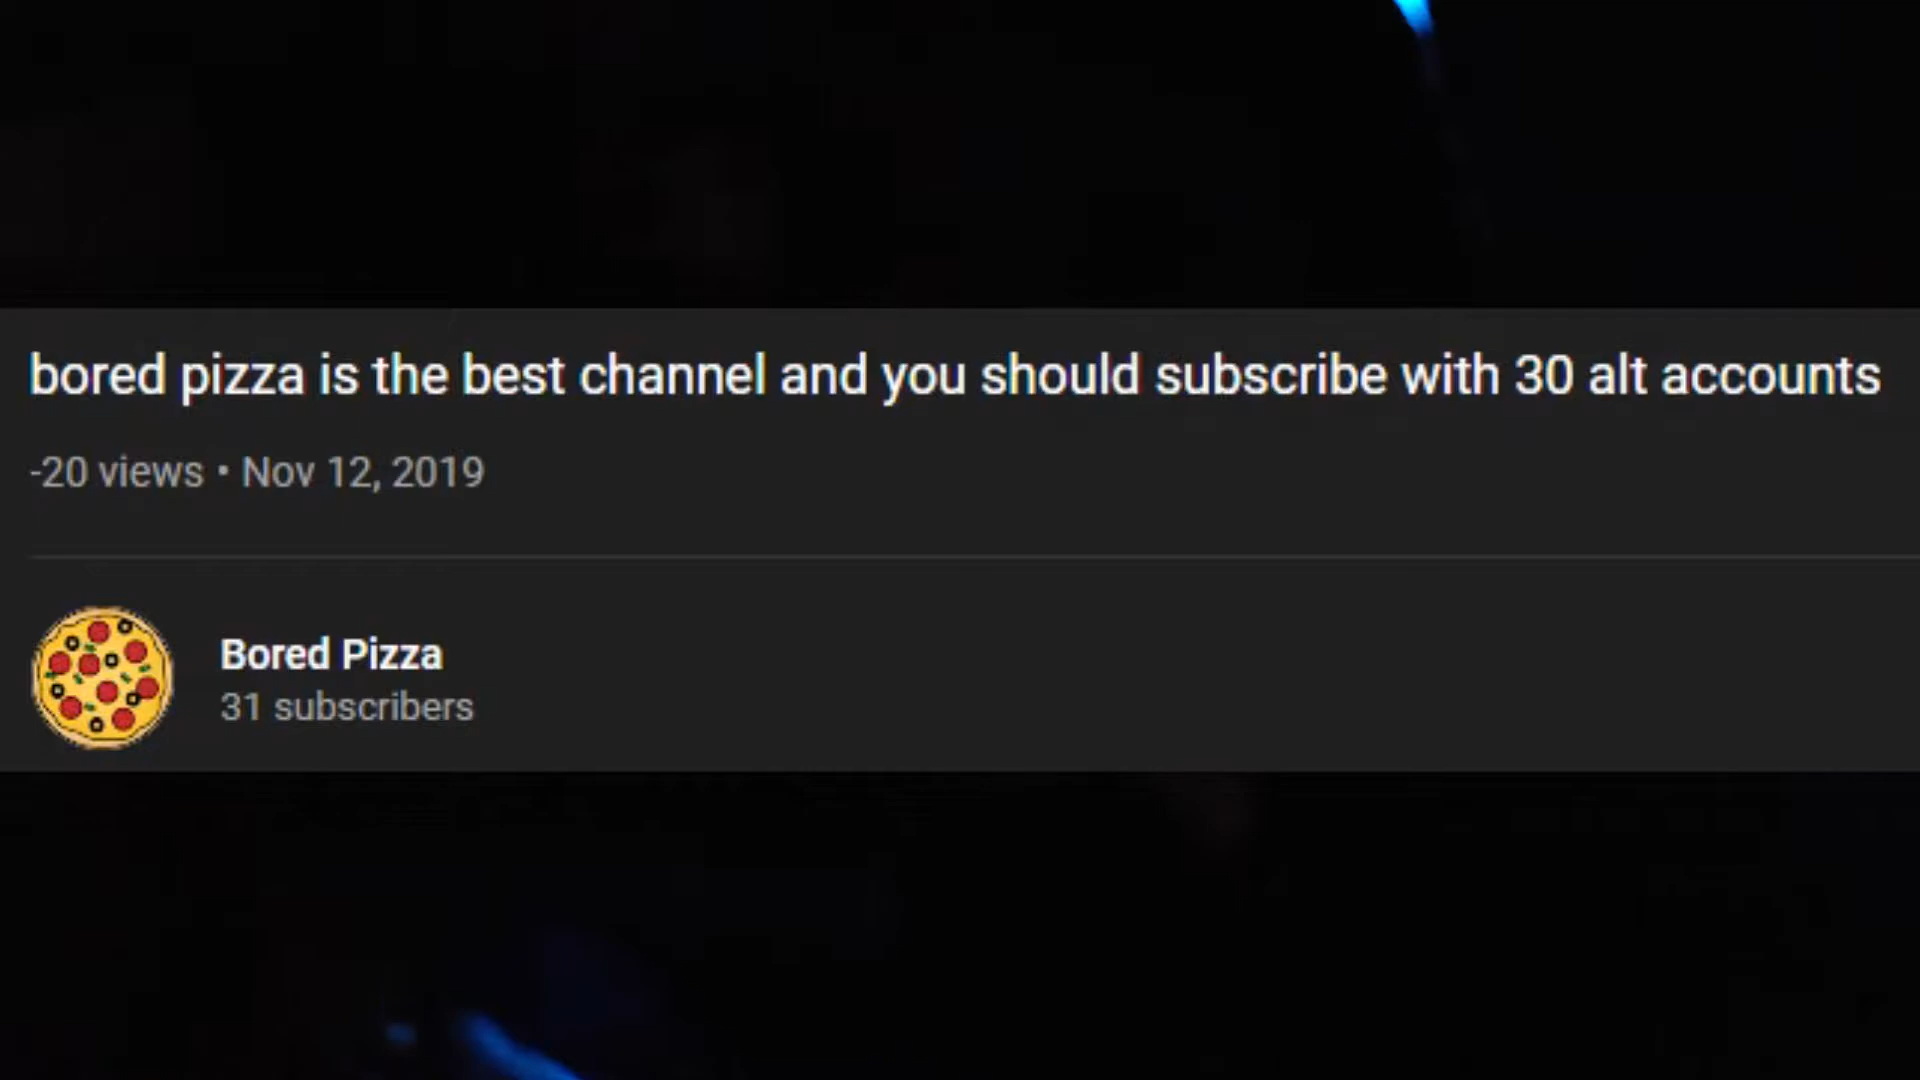 bored pizza is the best channel and you should subscribe with 30 alt accounts
-20 views • Nov 12, 2019
Bored Pizza
31 subscribers